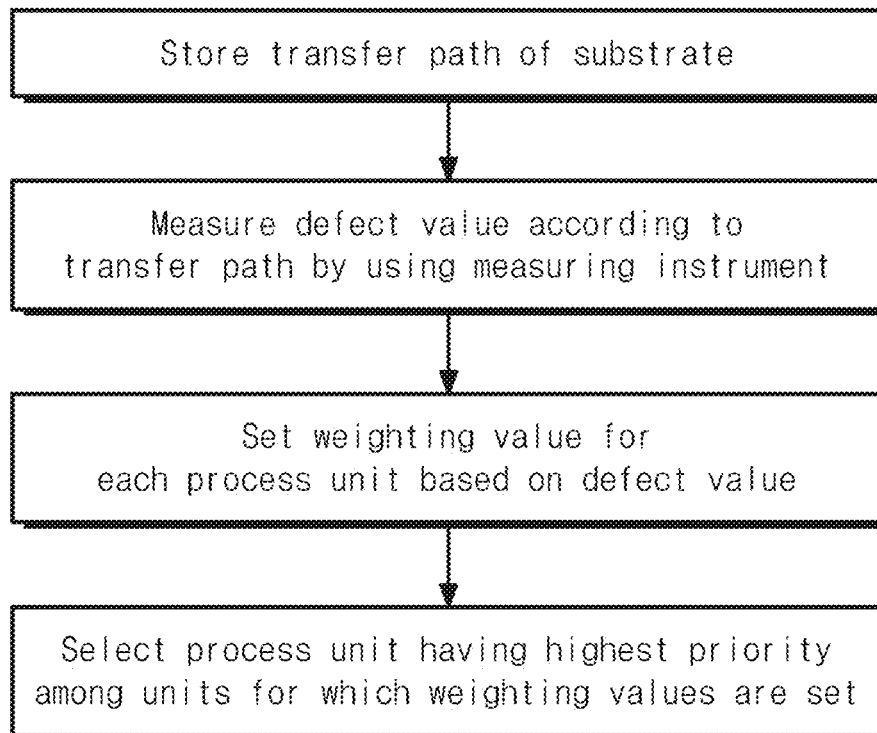 Store transfer path of substrate
Measure defect value according to
transfer path by using measuring instrument
Set weighting value for
each process unit based on defect value
Select process unit having highest priority
among units for which weighting values are set